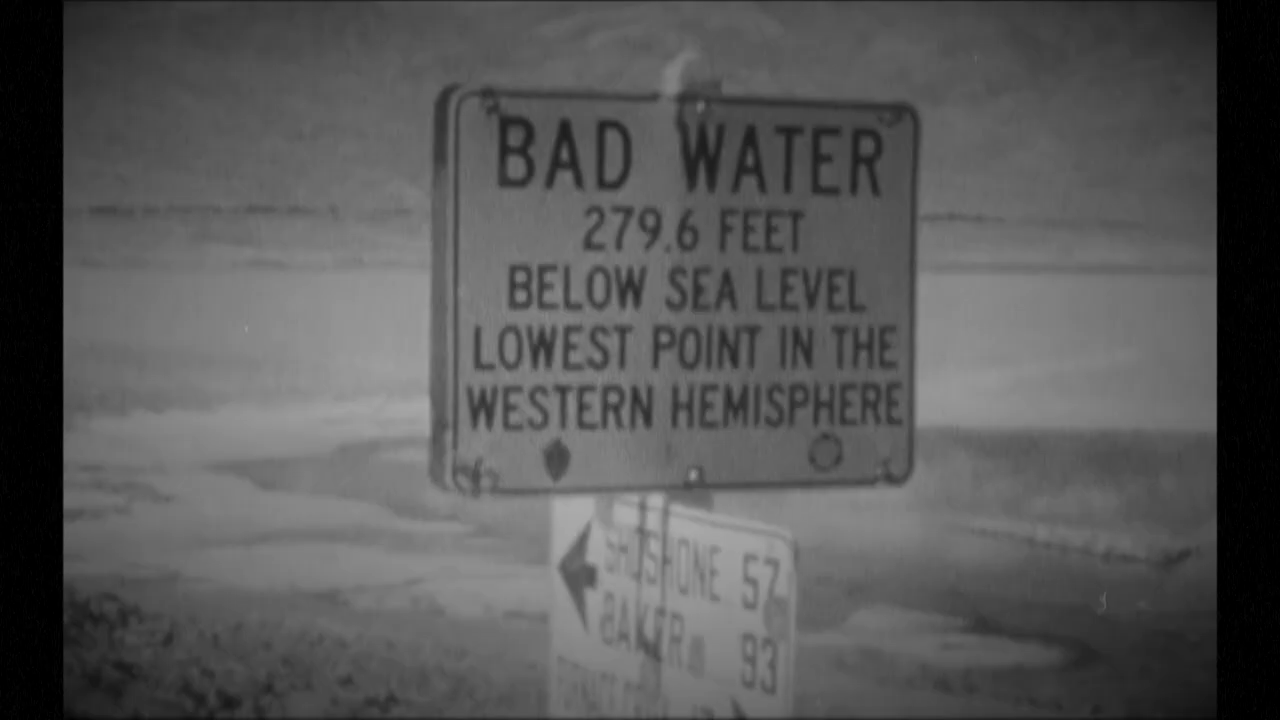 BAD WATER
279.6 FEET
BELOW SEA LEVEL
LOWEST POINT IN THE
WESTERN HEMISPHERE
SHOSHONE 57
BAKER 93